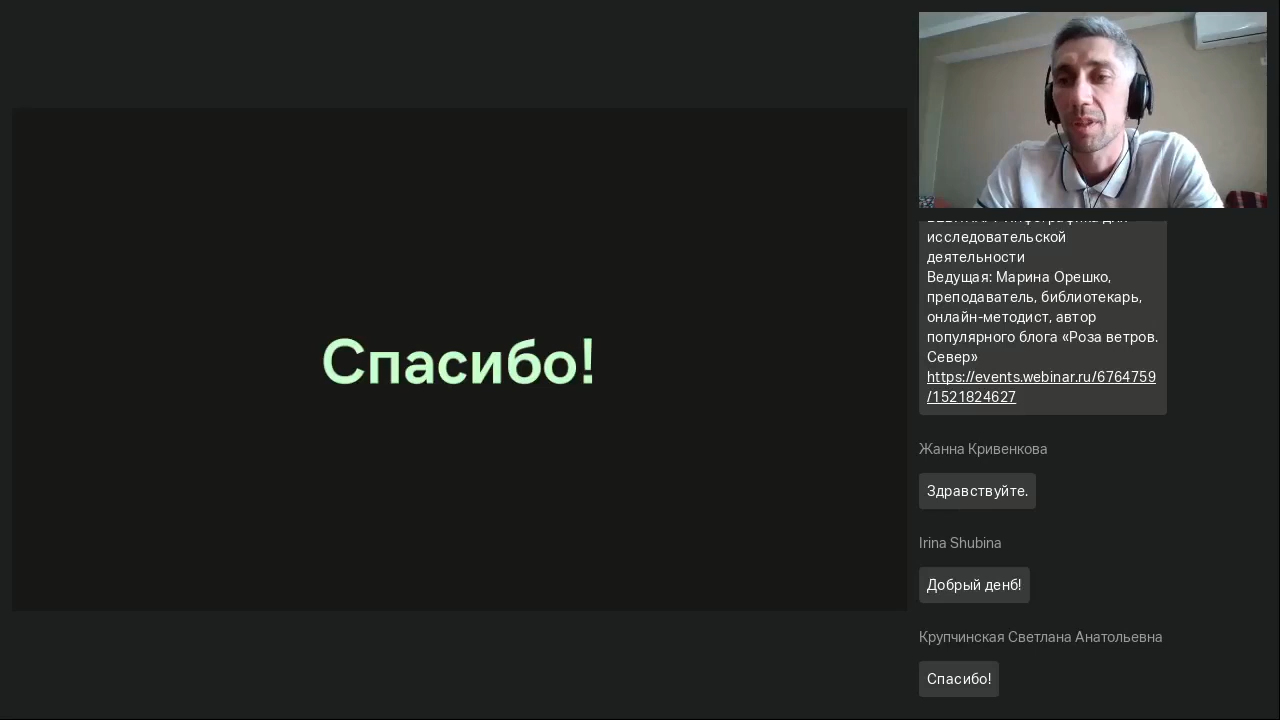 Спасибо!
исследовательской
деятельности
Ведущая: Марина Орешко,
преподаватель, библиотекарь,
онлайн-методист, автор
популярного блога «Роза ветров.
Север»
https://events.webinar.ru/6764759
/1521824627
Жанна Кривенкова
Здравствуйте.
Irina Shubina
Добрый денб!
Крупчинская Светлана Анатольевна
Спасибо!